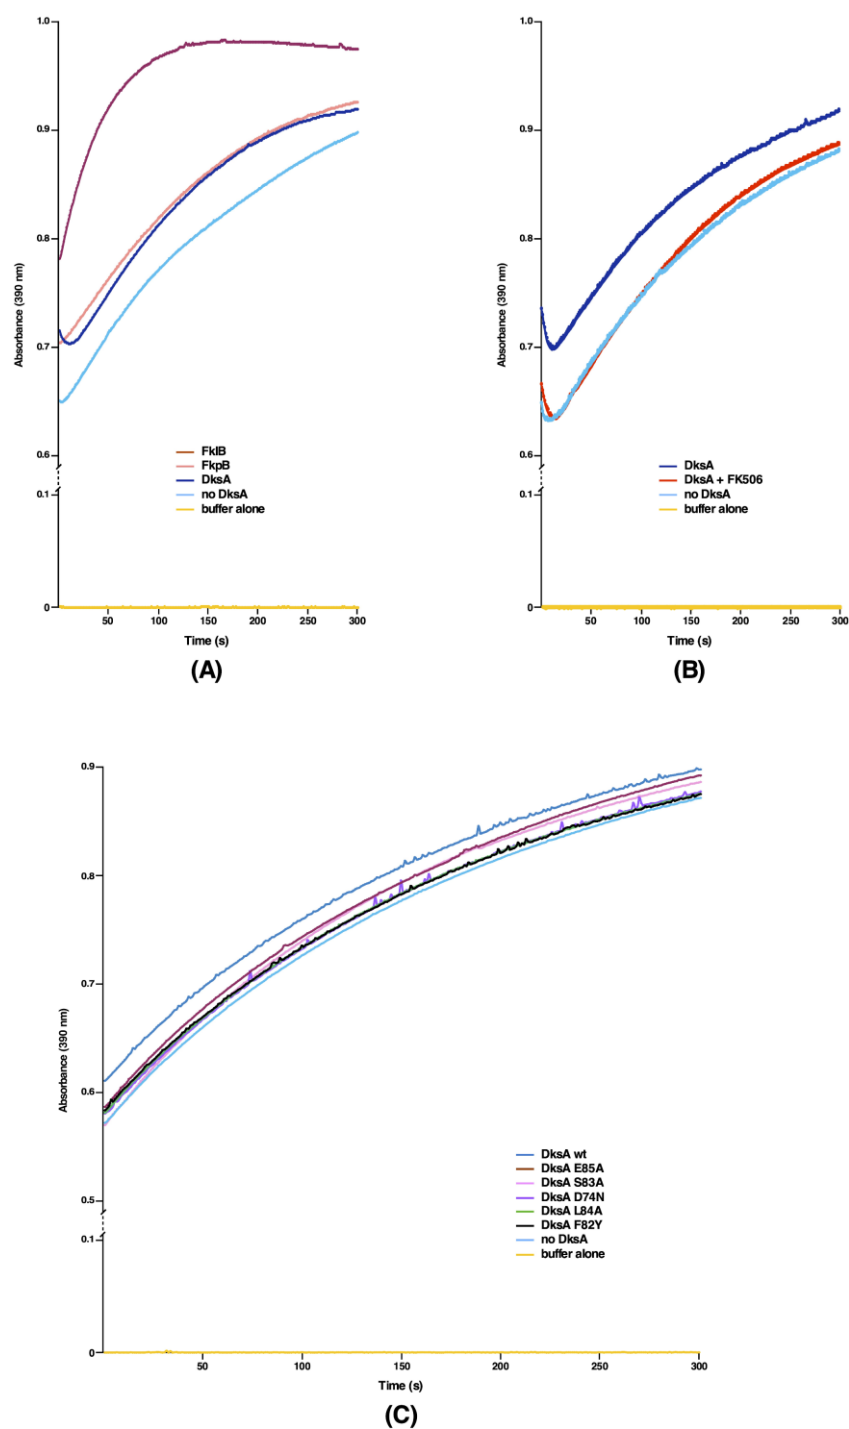 1.0
0.9
0.8
0.7
0.6
0.1
0
Absorbance (390 nm)
FklB
FkpB
DksA
no DksA
buffer alone
50 100 150 200 250 300
Time (s)
(A)
1.0
0.9
0.8
0.7
0.6
0.1
0
Absorbance (390 nm)
DksA
DksA + FK506
no DksA
buffer alone
50 100 150 200 250 300
Time (s)
(B)
0.9
0.8
0.7
0.6
0.5
0.1
0
Absorbance (390 nm)
DksA wt
DksA E85A
DksA S83A
DksA D74N
DksA L84A
DksA F82Y
no DksA
buffer alone
50 100 150 200 250 300
Time (s)
(C)